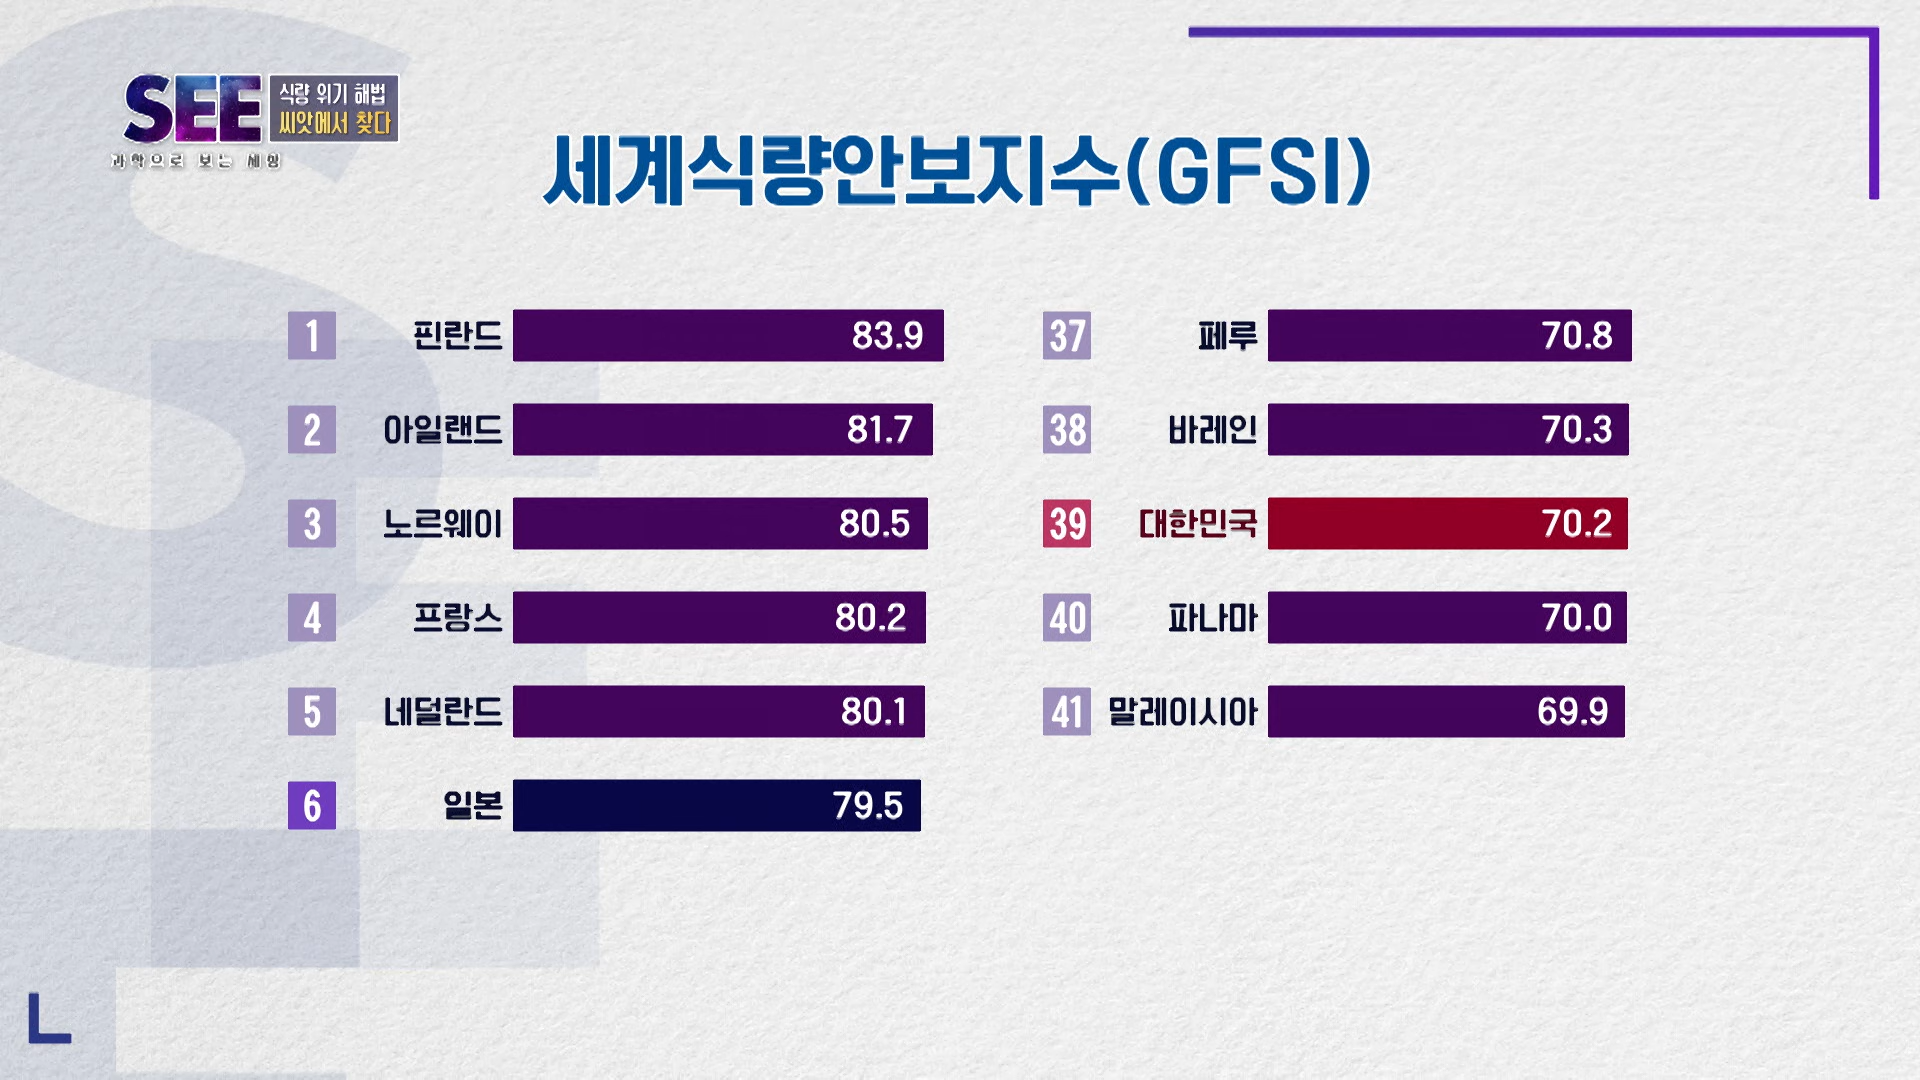 SEE
식량 위기 해법
씨앗에서 찾다
과학으로 보는 세상
세계식량안보지수(GFSI)
1 핀란드 83.9
2 아일랜드 81.7
3 노르웨이 80.5
4 프랑스 80.2
5 네덜란드 80.1
6 일본 79.5
37 페루 70.8
38 바레인 70.3
39 대한민국 70.2
40 파나마 70.0
41 말레이시아 69.9